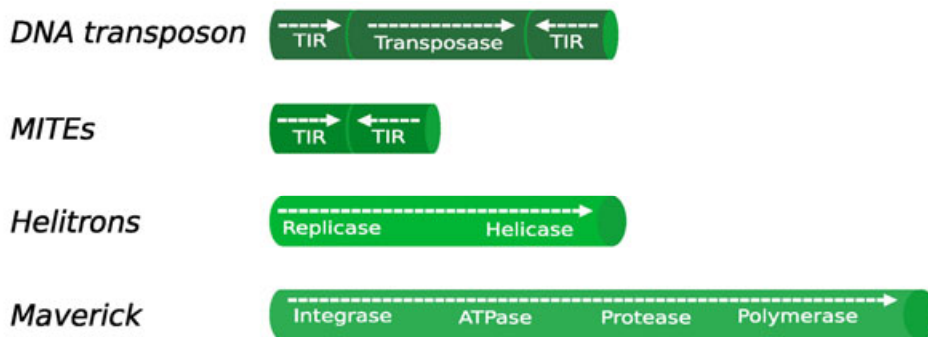 DNA transposon TIR Transposase TIR
MITEs TIR TIR
Helitrons Replicase Helicase
Maverick Integrase ATPase Protease Polymerase